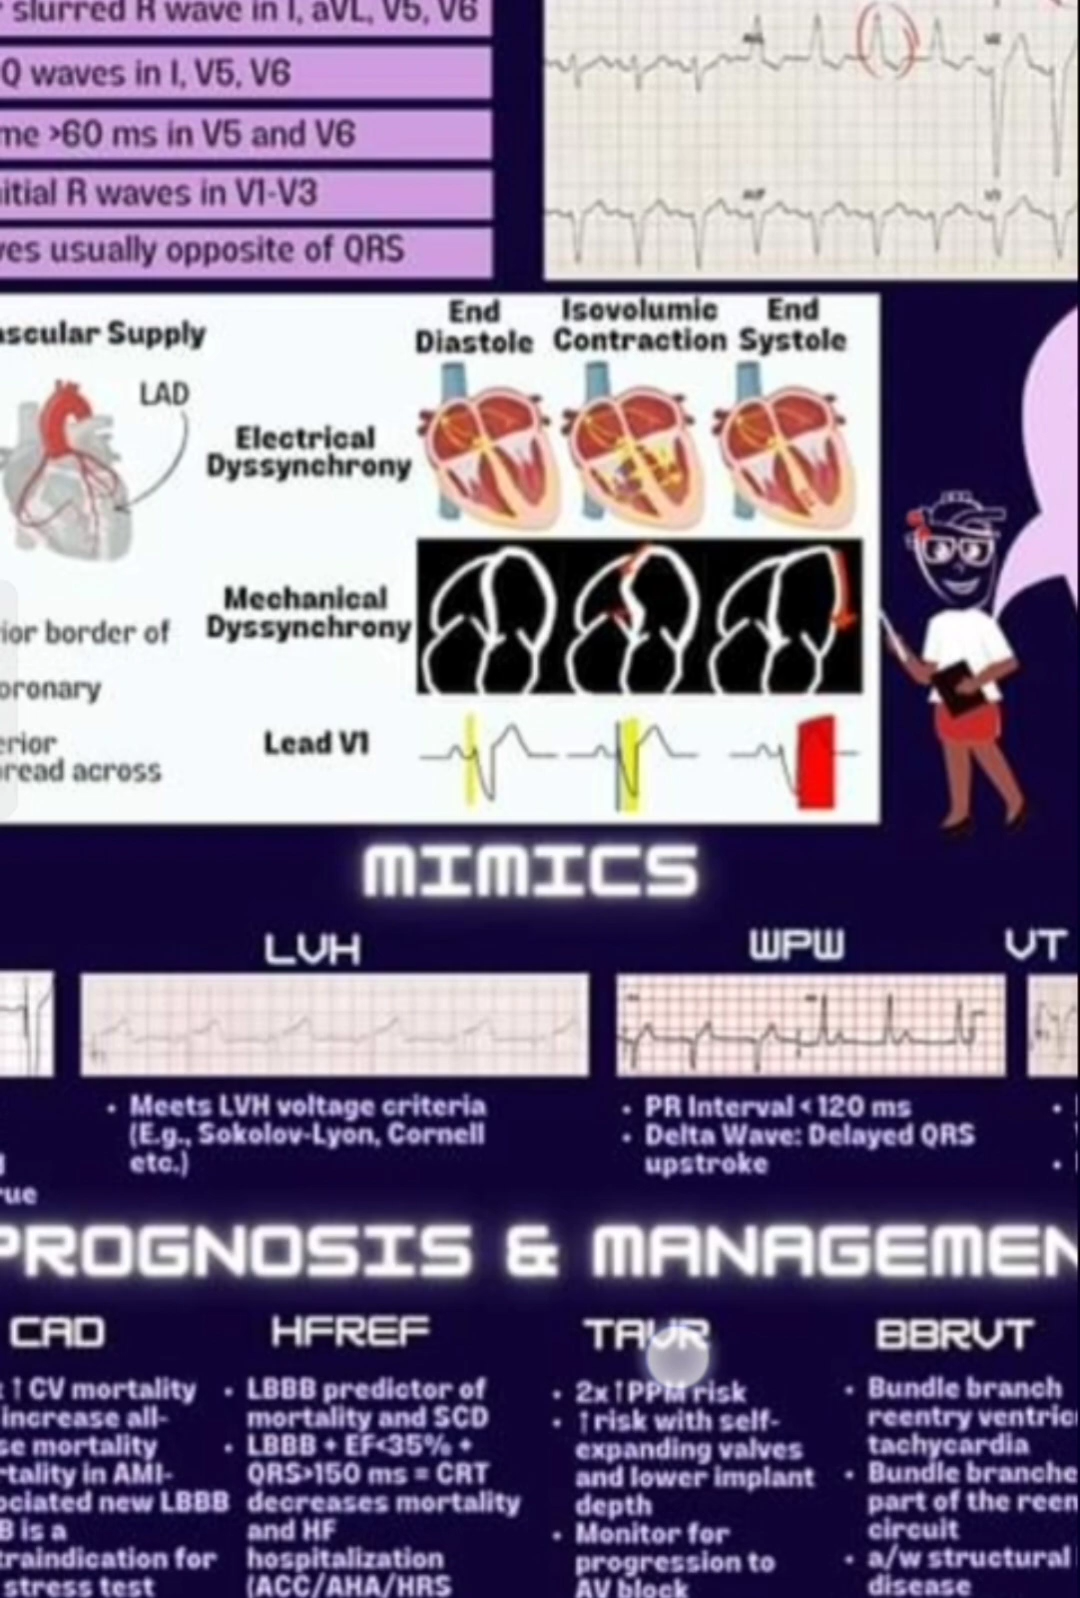 slurred R wave in I, aVL, V5, V6
Q waves in I, V5, V6
me >60 ms in V5 and V6
nitial R waves in V1-V3
ves usually opposite of QRS
ascular Supply
LAD
ior border of
oronary
erior
read across
End Diastole
Isovolumic Contraction
End Systole
Electrical
Dyssynchrony
Mechanical
Dyssynchrony
Lead V1
MIMICS
LVH
WPW
VT
• Meets LVH voltage criteria
(E.g., Sokolov-Lyon, Cornell
etc.)
• PR Interval <120 ms
• Delta Wave: Delayed QRS
upstroke
rue
PROGNOSIS & MANAGEMEN
CAD
↑ CV mortality
increase all-
se mortality
rtality in AMI-
ociated new LBBB
B is a
traindication for
stress test
HFREF
• LBBB predictor of
mortality and SCD
• LBBB + EF<35% +
QRS>150 ms = CRT
decreases mortality
and HF
hospitalization
(ACC/AHA/HRS
TAVR
• 2x↑PPM risk
• ↑risk with self-
expanding valves
and lower implant
depth
• Monitor for
progression to
AV block
BBRVT
• Bundle branch
reentry ventric
tachycardia
• Bundle branche
part of the reen
circuit
• a/w structural
disease